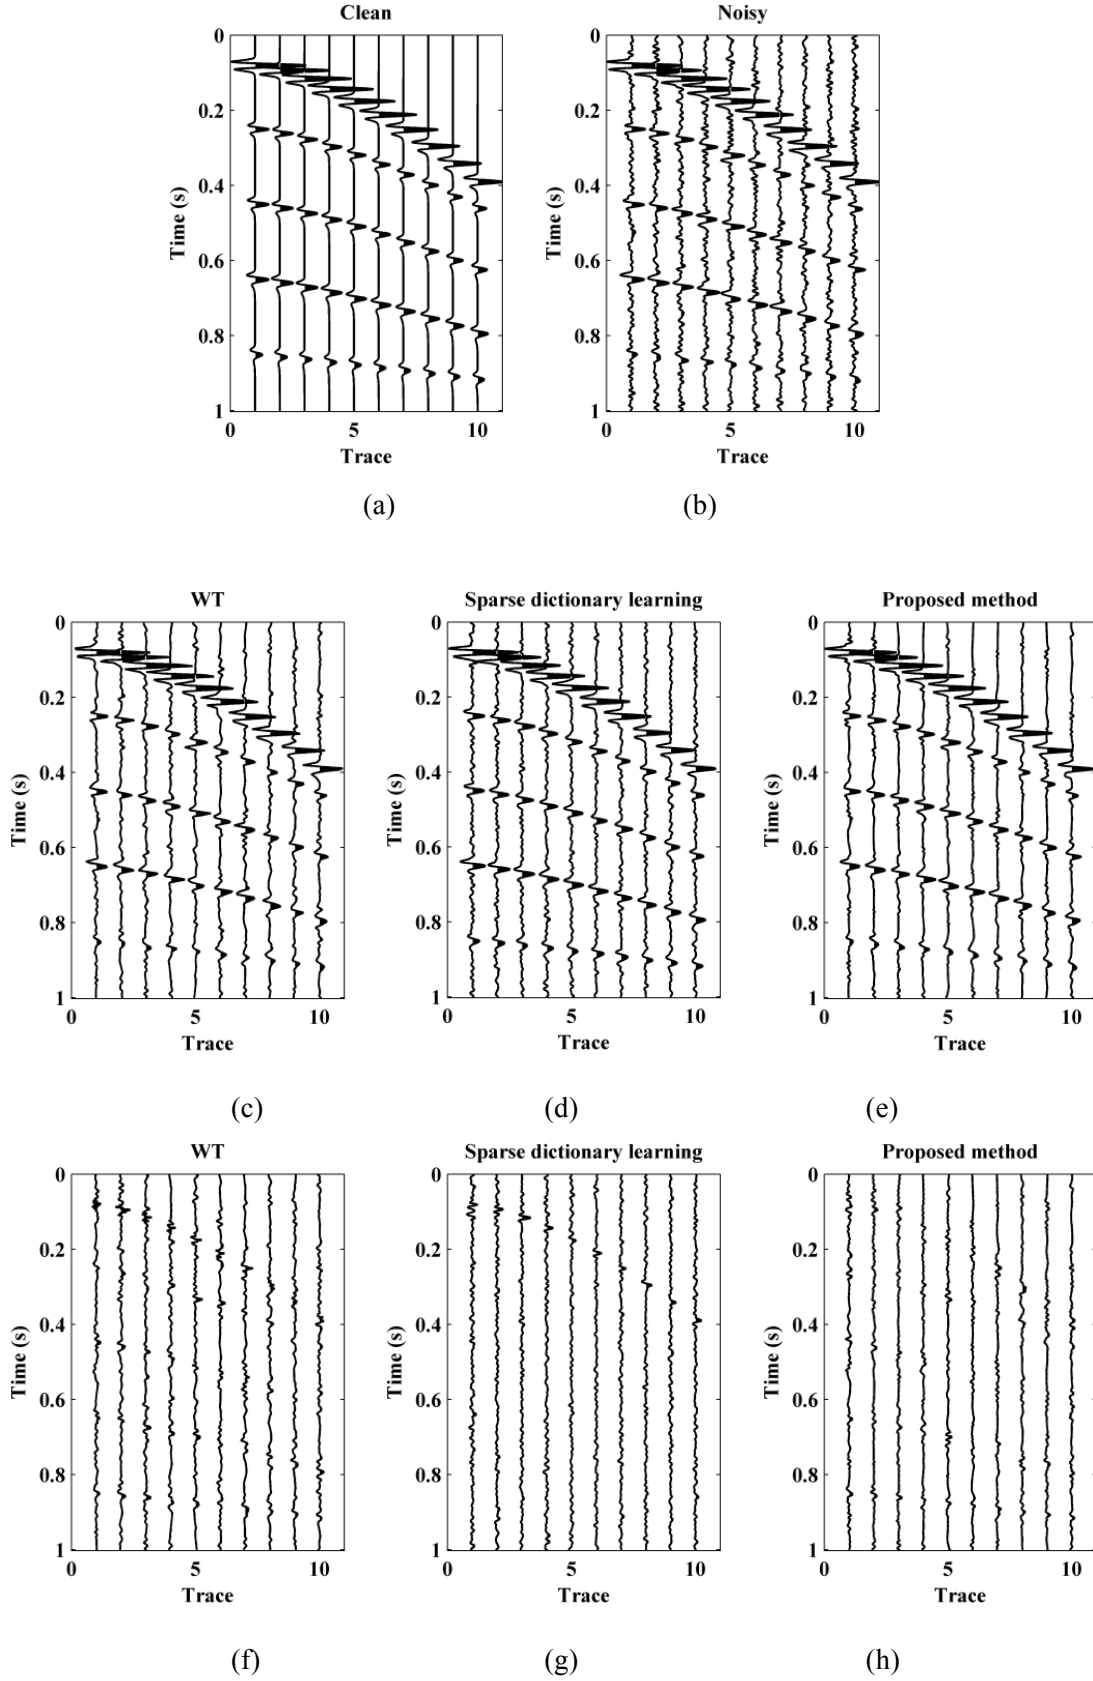 Clean
Noisy
0
0.2
0.4
0.6
0.8
1
Time (s)
0
5
10
Trace
0
0.2
0.4
0.6
0.8
1
Time (s)
0
5
10
Trace
(a)
(b)
WT
Sparse dictionary learning
Proposed method
0
0.2
0.4
0.6
0.8
1
Time (s)
0
5
10
Trace
0
0.2
0.4
0.6
0.8
1
Time (s)
0
5
10
Trace
0
0.2
0.4
0.6
0.8
1
Time (s)
0
5
10
Trace
(c)
(d)
(e)
WT
Sparse dictionary learning
Proposed method
0
0.2
0.4
0.6
0.8
1
Time (s)
0
5
10
Trace
0
0.2
0.4
0.6
0.8
1
Time (s)
0
5
10
Trace
0
0.2
0.4
0.6
0.8
1
Time (s)
0
5
10
Trace
(f)
(g)
(h)